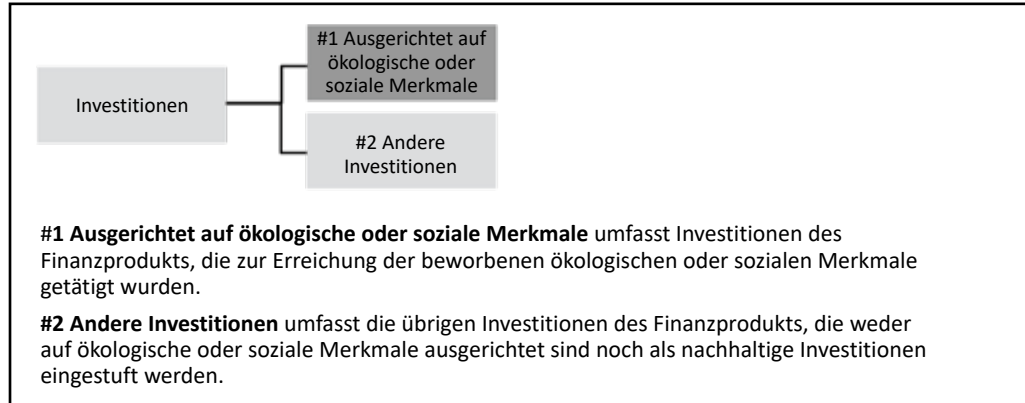 #1 Ausgerichtet auf
ökologische oder
soziale Merkmale
Investitionen
#2 Andere
Investitionen
#1 Ausgerichtet auf ökologische oder soziale Merkmale umfasst Investitionen des
Finanzprodukts, die zur Erreichung der beworbenen ökologischen oder sozialen Merkmale
getätigt wurden.
#2 Andere Investitionen umfasst die übrigen Investitionen des Finanzprodukts, die weder
auf ökologische oder soziale Merkmale ausgerichtet sind noch als nachhaltige Investitionen
eingestuft werden.